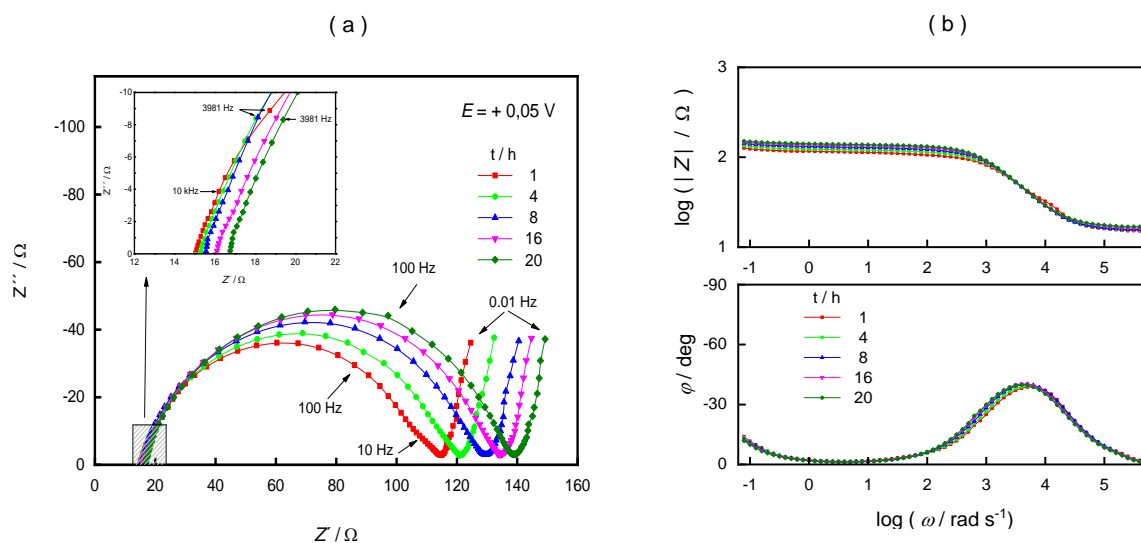 ( a )
( b )
-100
-80
-60
-40
-20
0
Z´´ / Ω
0 20 40 60 80 100 120 140 160
Z´ / Ω
E = + 0,05 V
t / h
1
4
8
16
20
-10
-8
-6
-4
-2
0
Z´´ / Ω
12 14 16 18 20 22
Z´ / Ω
3981 Hz
3981 Hz
10 kHz
100 Hz
0.01 Hz
100 Hz
10 Hz
3
2
1
log ( |Z| / Ω )
-1 0 1 2 3 4 5
-90
-60
-30
0
φ / deg
t / h
1
4
8
16
20
-1 0 1 2 3 4 5
log ( ω / rad s⁻¹)